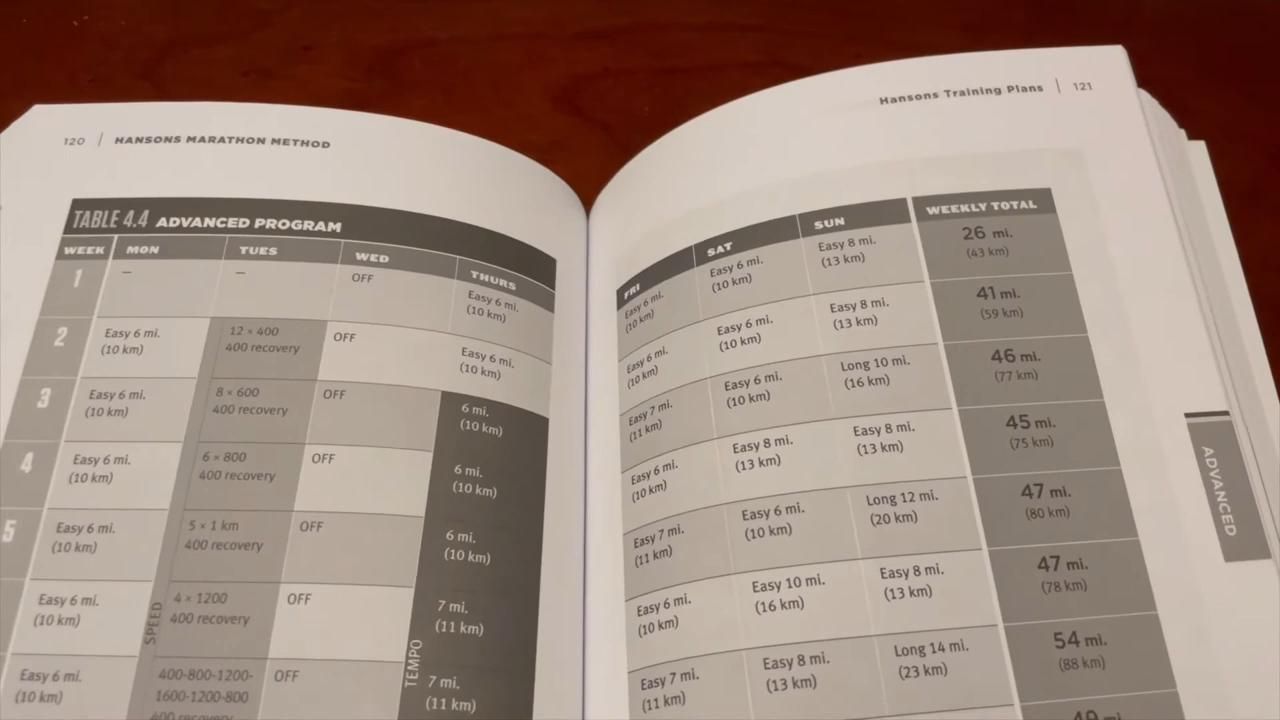 120 | HANSONS MARATHON METHOD
TABLE 4.4 ADVANCED PROGRAM
WEEK MON TUES WED THURS
1 – – OFF Easy 6 mi.
(10 km)
2 Easy 6 mi. 12 × 400 OFF Easy 6 mi.
(10 km) 400 recovery (10 km)
3 Easy 6 mi. 8 × 600 OFF 6 mi.
(10 km) 400 recovery (10 km)
4 Easy 6 mi. 6 × 800 OFF 6 mi.
(10 km) 400 recovery (10 km)
5 Easy 6 mi. 5 × 1 km OFF 6 mi.
(10 km) 400 recovery (10 km)
Easy 6 mi. 4 × 1200 OFF 7 mi.
(10 km) 400 recovery (11 km)
SPEED
TEMPO
Easy 6 mi. 400-800-1200- OFF 7 mi.
(10 km) 1600-1200-800 (11 km)
400 recovery
Hansons Training Plans | 121
FRI SAT SUN WEEKLY TOTAL
Easy 6 mi. Easy 6 mi. Easy 8 mi. 26 mi.
(10 km) (10 km) (13 km) (43 km)
Easy 6 mi. Easy 6 mi. Easy 8 mi. 41 mi.
(10 km) (10 km) (13 km) (59 km)
Easy 7 mi. Easy 6 mi. Long 10 mi. 46 mi.
(11 km) (10 km) (16 km) (77 km)
Easy 6 mi. Easy 8 mi. Easy 8 mi. 45 mi.
(10 km) (13 km) (13 km) (75 km)
Easy 7 mi. Easy 6 mi. Long 12 mi. 47 mi.
(11 km) (10 km) (20 km) (80 km)
Easy 6 mi. Easy 10 mi. Easy 8 mi. 47 mi.
(10 km) (16 km) (13 km) (78 km)
Easy 7 mi. Easy 8 mi. Long 14 mi. 54 mi.
(11 km) (13 km) (23 km) (88 km)
ADVANCED